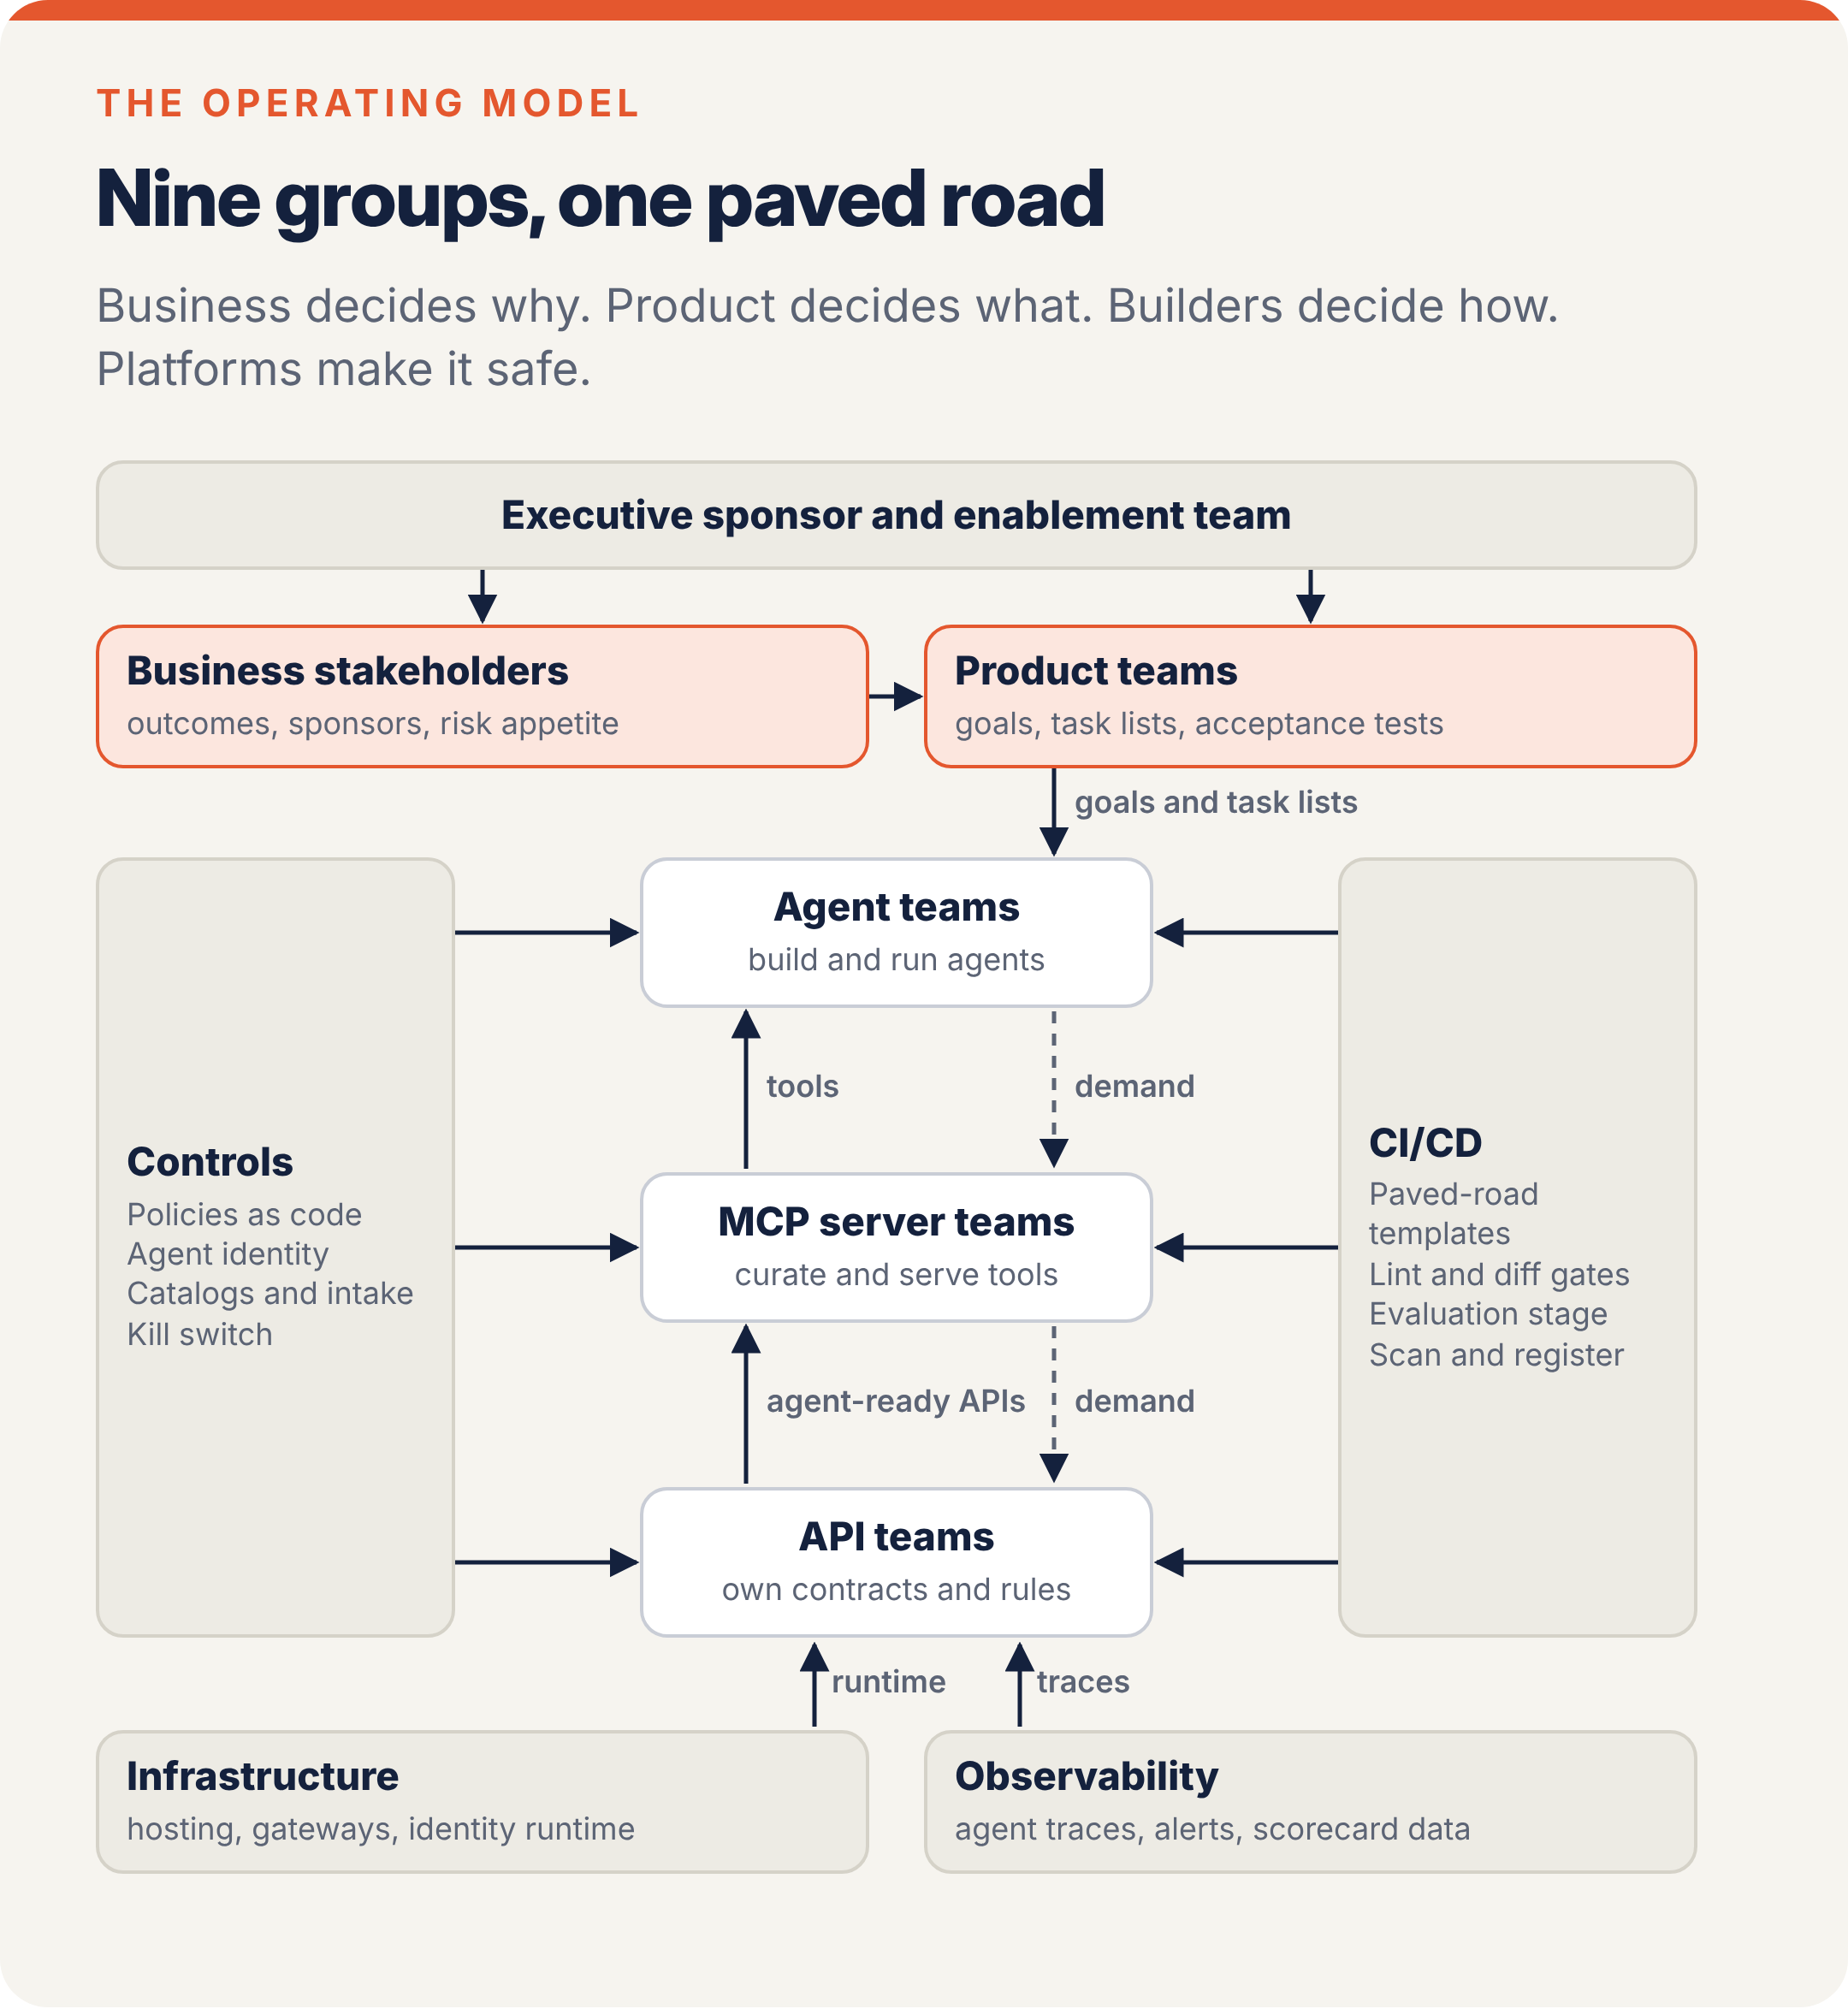 THE OPERATING MODEL
Nine groups, one paved road
Business decides why. Product decides what. Builders decide how.
Platforms make it safe.
Executive sponsor and enablement team
Business stakeholders
outcomes, sponsors, risk appetite
Product teams
goals, task lists, acceptance tests
goals and task lists
Agent teams
build and run agents
tools
demand
Controls
Policies as code
Agent identity
Catalogs and intake
Kill switch
MCP server teams
curate and serve tools
CI/CD
Paved-road
templates
Lint and diff gates
Evaluation stage
Scan and register
agent-ready APIs
demand
API teams
own contracts and rules
runtime
traces
Infrastructure
hosting, gateways, identity runtime
Observability
agent traces, alerts, scorecard data